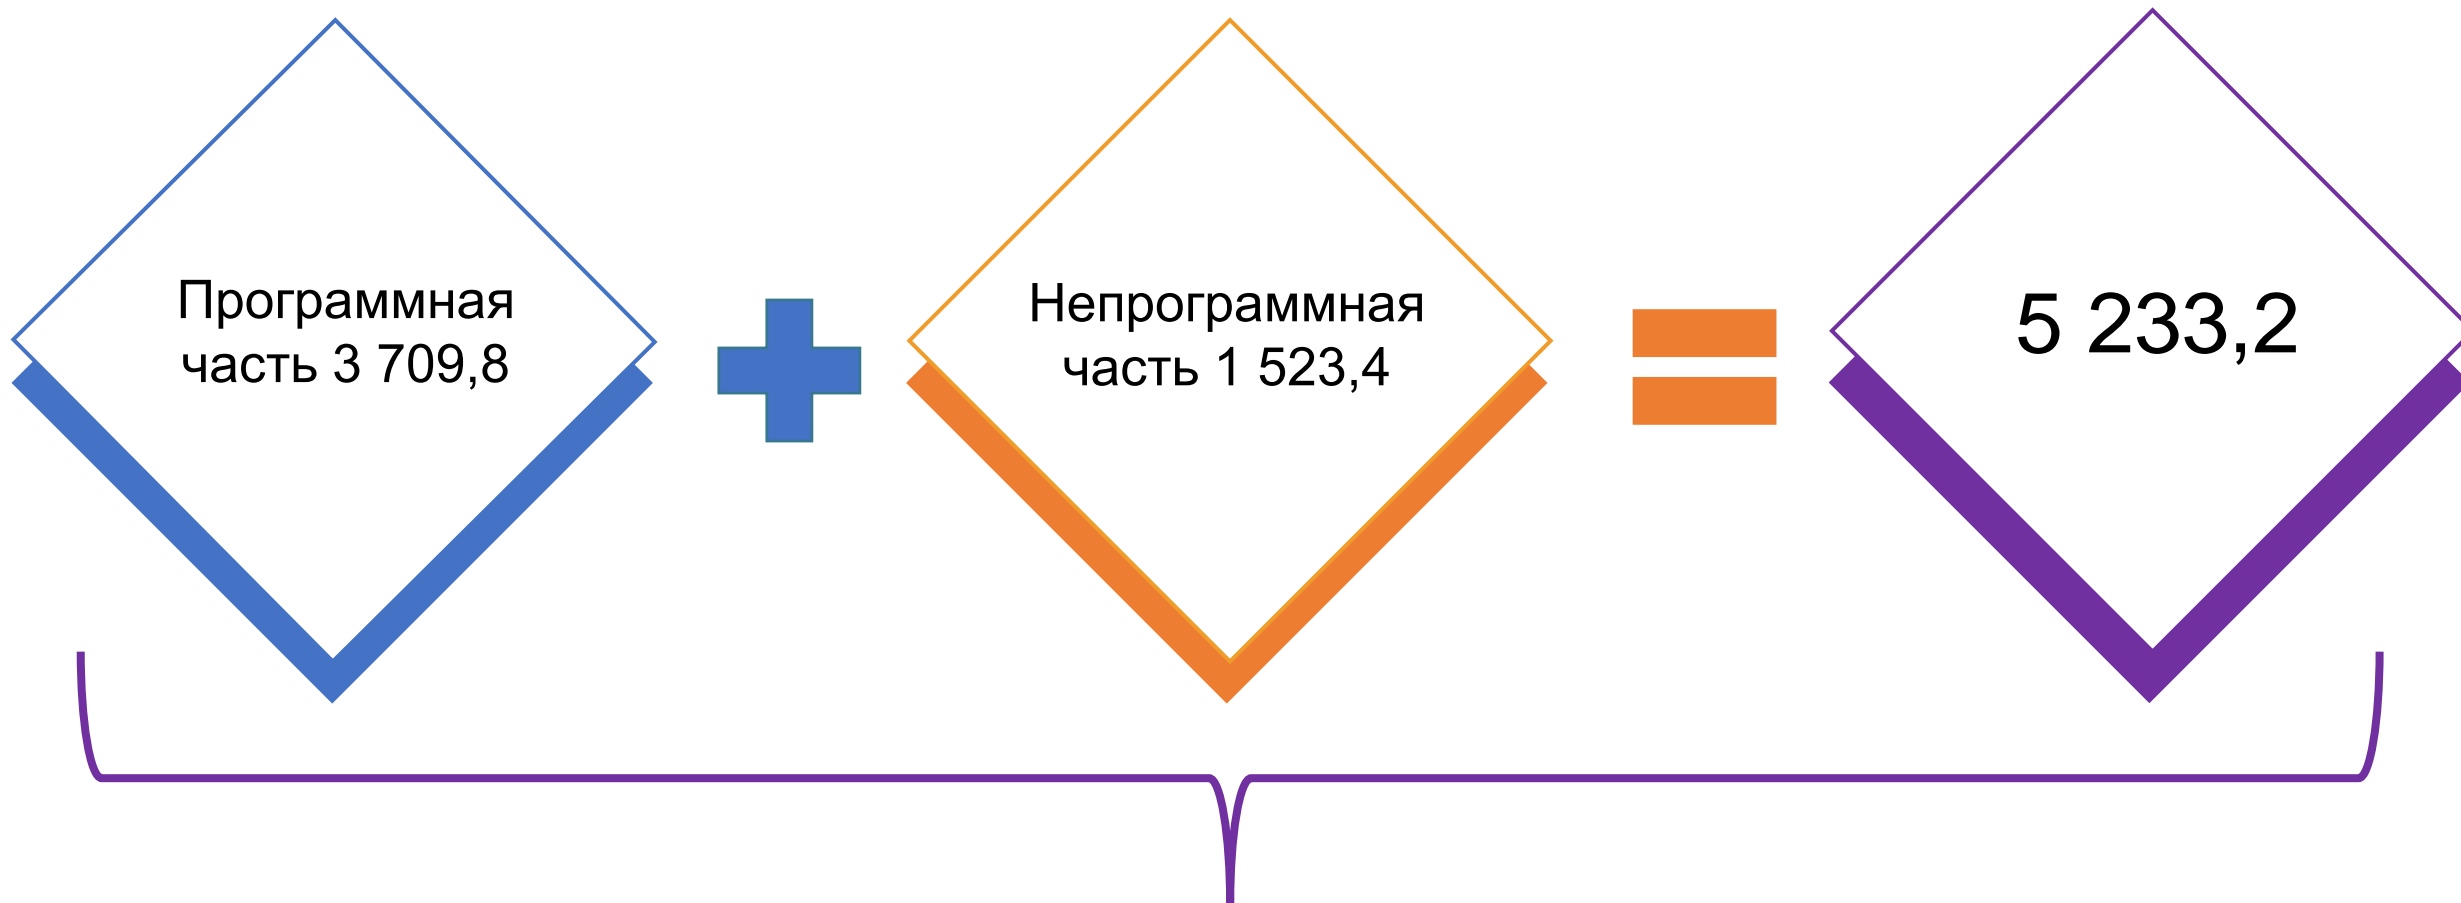 Программная
часть 3 709,8
Непрограммная
часть 1 523,4
5 233,2